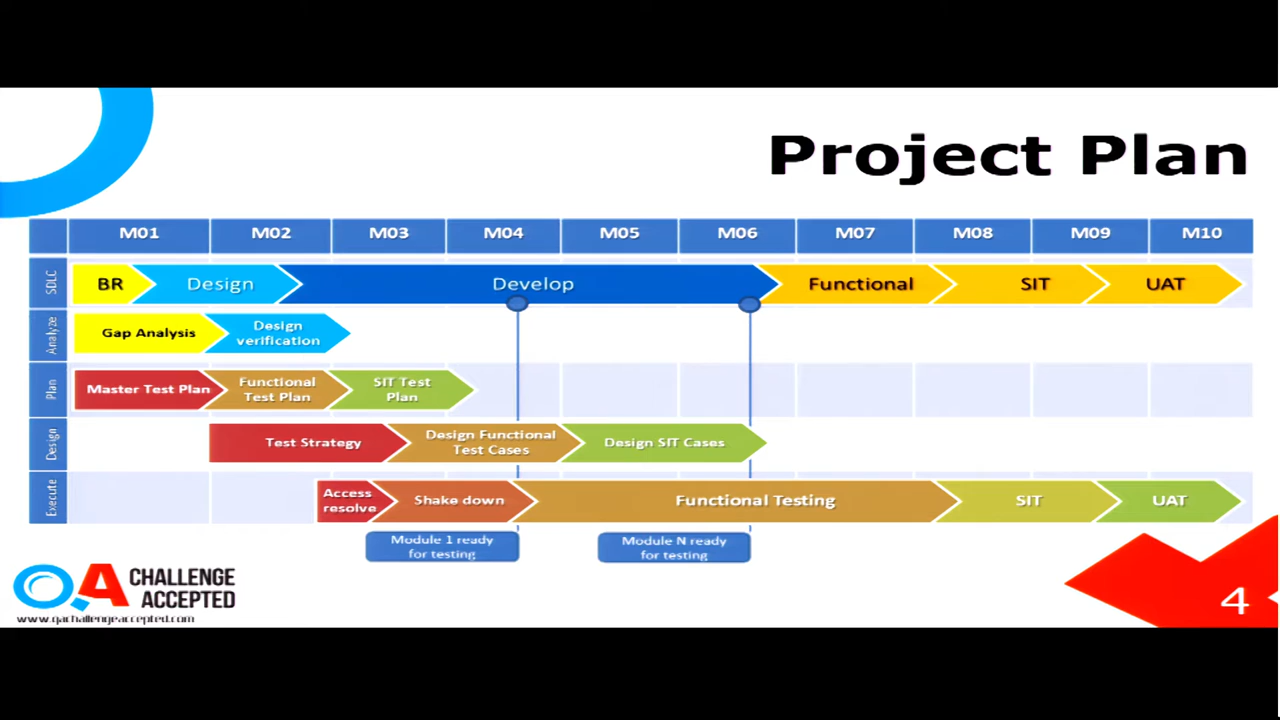 Project Plan
M01 M02 M03 M04 M05 M06 M07 M08 M09 M10
SDLC
BR Design Develop Functional SIT UAT
Analyze
Gap Analysis
Design
verification
Plan
Master Test Plan
Functional
Test Plan
SIT Test
Plan
Design
Test Strategy
Design Functional
Test Cases
Design SIT Cases
Execute
Access
resolve
Shake down
Functional Testing
SIT
UAT
Module 1 ready
for testing
Module N ready
for testing
QA CHALLENGE
ACCEPTED
www.qachallengeaccepted.com
4